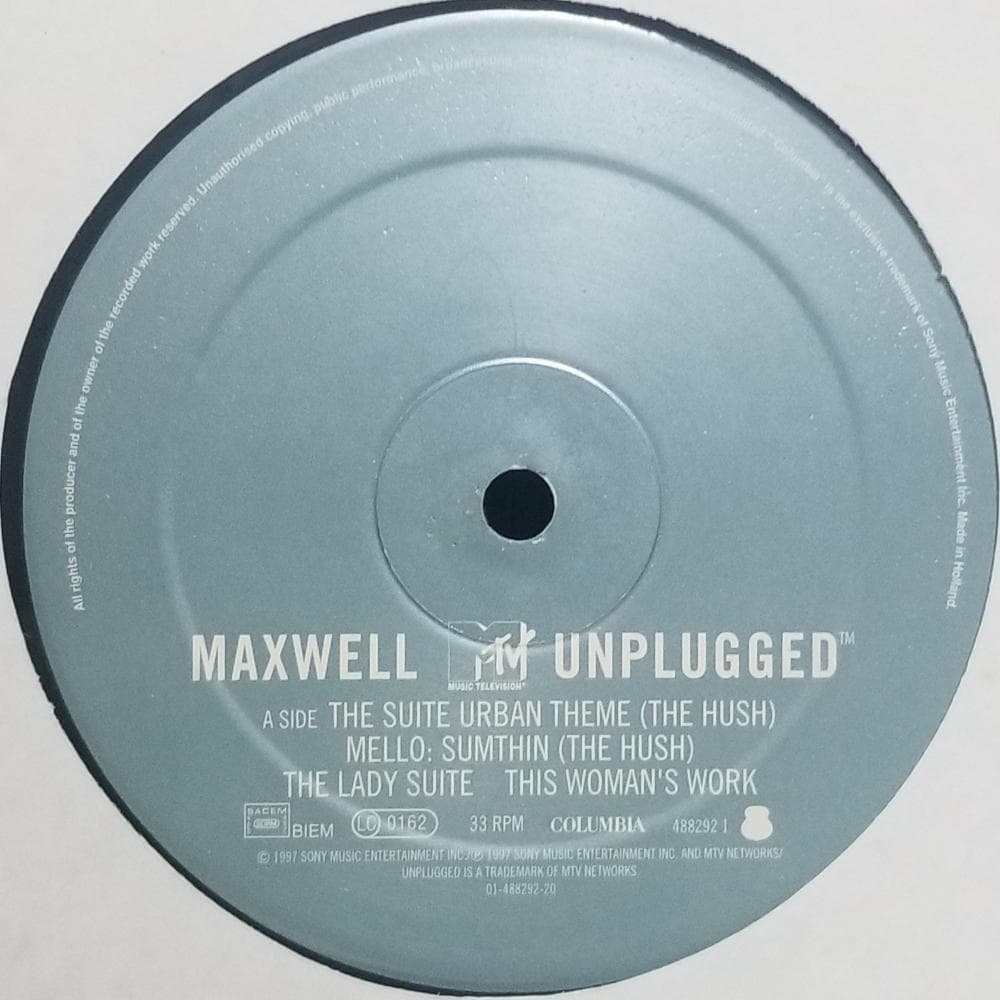 All rights of the producer and of the owner of the recorded work reserved. Unauthorised copying, public performance, broadcasting,
is the exclusive trademark of Sony Music Entertainment Inc. Made in Holland.
MAXWELL MTV UNPLUGGED™
MUSIC TELEVISION®
A SIDE THE SUITE URBAN THEME (THE HUSH)
MELLO: SUMTHIN (THE HUSH)
THE LADY SUITE THIS WOMAN'S WORK
SACEM
SDRM
BIEM LC 0162 33 RPM COLUMBIA 488292 1
© 1997 SONY MUSIC ENTERTAINMENT INC./℗ 1997 SONY MUSIC ENTERTAINMENT INC. AND MTV NETWORKS/
UNPLUGGED IS A TRADEMARK OF MTV NETWORKS
01-488292-20